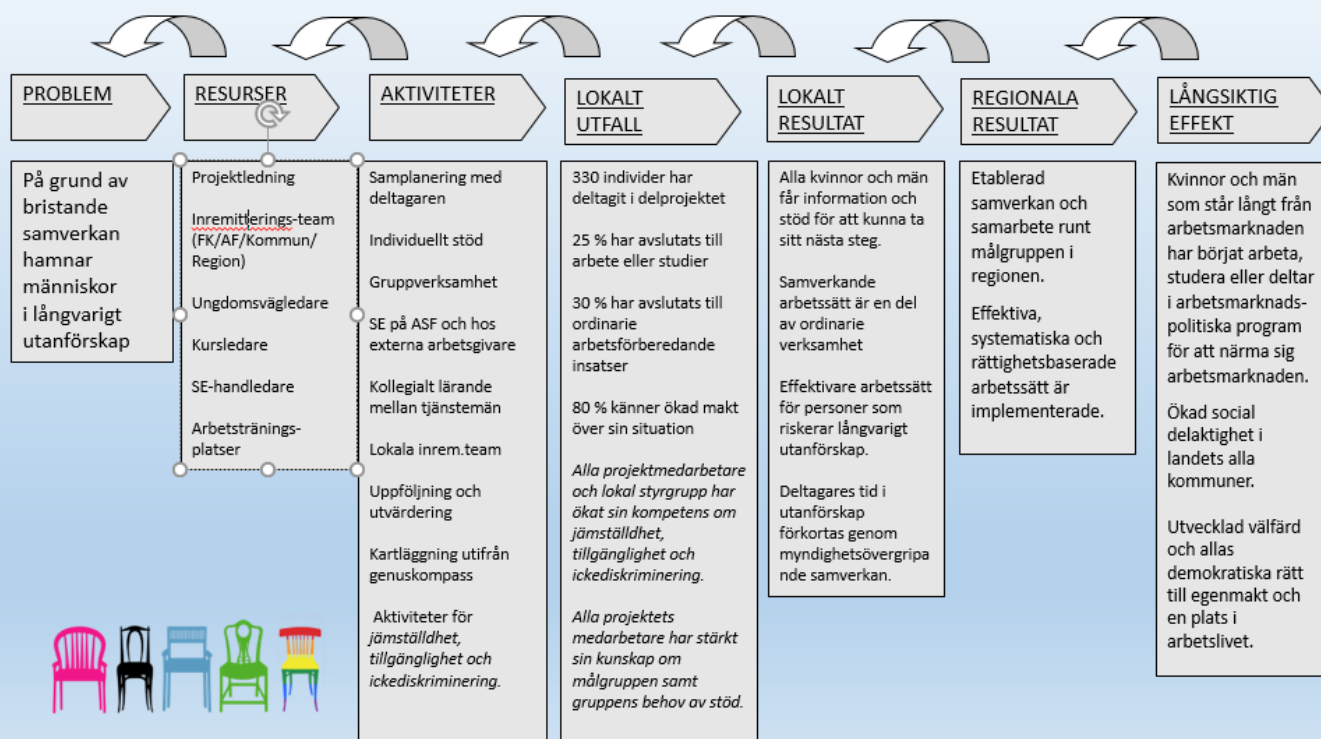 PROBLEM
På grund av
bristande
samverkan
hamnar
människor
i långvarigt
utanförskap
RESURSER
Projektledning
Inremitterings-team
(FK/AF/Kommun/
Region)
Ungdomsvägledare
Kursledare
SE-handledare
Arbetstränings-
platser
AKTIVITETER
Samplanering med
deltagaren
Individuellt stöd
Gruppverksamhet
SE på ASF och hos
externa arbetsgivare
Kollegialt lärande
mellan tjänstemän
Lokala inrem.team
Uppföljning och
utvärdering
Kartläggning utifrån
genuskompass
Aktiviteter för
jämställdhet,
tillgänglighet och
ickediskriminering.
LOKALT
UTFALL
330 individer har
deltagit i delprojektet
25 % har avslutats till
arbete eller studier
30 % har avslutats till
ordinarie
arbetsförberedande
insatser
80 % känner ökad makt
över sin situation
Alla projektmedarbetare
och lokal styrgrupp har
ökat sin kompetens om
jämställdhet,
tillgänglighet och
ickediskriminering.
Alla projektets
medarbetare har stärkt
sin kunskap om
målgruppen samt
gruppens behov av stöd.
LOKALT
RESULTAT
Alla kvinnor och män
får information och
stöd för att kunna ta
sitt nästa steg.
Samverkande
arbetssätt är en del
av ordinarie
verksamhet
Effektivare arbetssätt
för personer som
riskerar långvarigt
utanförskap.
Deltagares tid i
utanförskap
förkortas genom
myndighetsövergripa
nde samverkan.
REGIONALA
RESULTAT
Etablerad
samverkan och
samarbete runt
målgruppen i
regionen.
Effektiva,
systematiska och
rättighetsbaserade
arbetssätt är
implementerade.
LÅNGSIKTIG
EFFEKT
Kvinnor och män
som står långt från
arbetsmarknaden
har börjat arbeta,
studera eller deltar
i arbetsmarknads-
politiska program
för att närma sig
arbetsmarknaden.
Ökad social
delaktighet i
landets alla
kommuner.
Utvecklad välfärd
och allas
demokratiska rätt
till egenmakt och
en plats i
arbetslivet.